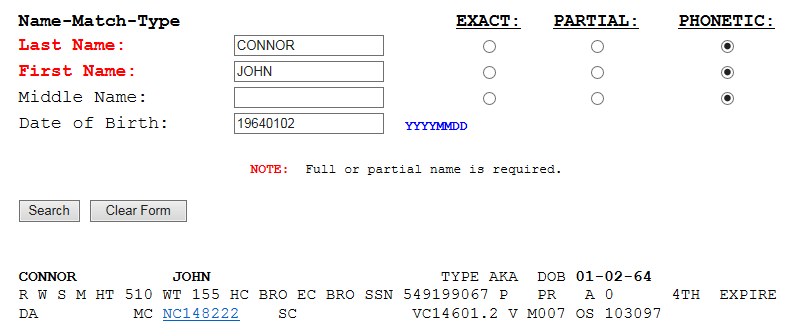 Name-Match-Type EXACT: PARTIAL: PHONETIC:
Last Name: CONNOR
First Name: JOHN
Middle Name:
Date of Birth: 19640102 YYYYMMDD
NOTE: Full or partial name is required.
Search Clear Form
CONNOR JOHN TYPE AKA DOB 01-02-64
R W S M HT 510 WT 155 HC BRO EC BRO SSN 549199067 P PR A 0 4TH EXPIRE
DA MC NC148222 SC VC14601.2 V M007 OS 103097